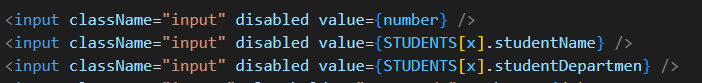 <input className="input" disabled value={number} />
<input className="input" disabled value={STUDENTS[x].studentName} />
<input className="input" disabled value={STUDENTS[x].studentDepartmen} />